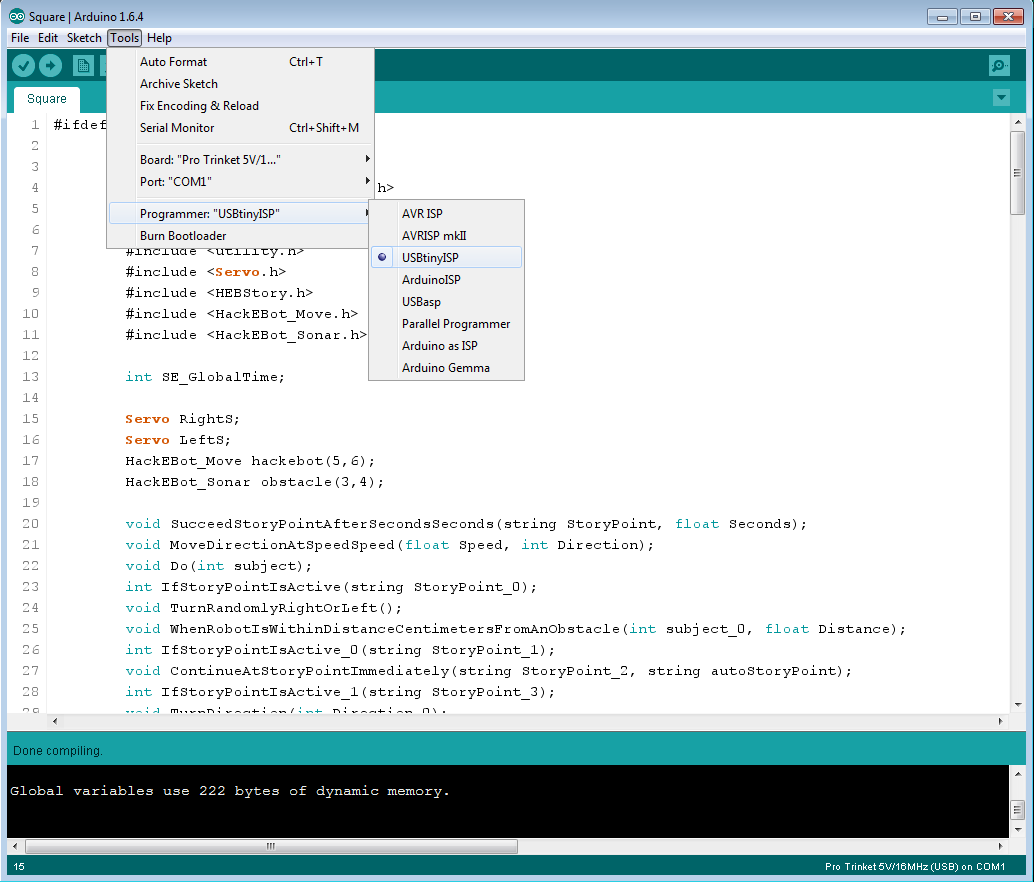 Square | Arduino 1.6.4
File Edit Sketch Tools Help
Auto Format Ctrl+T
Archive Sketch
Fix Encoding & Reload
Serial Monitor Ctrl+Shift+M
Board: "Pro Trinket 5V/1..."
Port: "COM1"
Programmer: "USBtinyISP"
Burn Bootloader
AVR ISP
AVRISP mkII
USBtinyISP
ArduinoISP
USBasp
Parallel Programmer
Arduino as ISP
Arduino Gemma
Square
1 #ifdef
2
3
4 h>
5
6
7 #include <utility.h>
8 #include <Servo.h>
9 #include <HEBStory.h>
10 #include <HackEBot_Move.h>
11 #include <HackEBot_Sonar.h>
12
13 int SE_GlobalTime;
14
15 Servo RightS;
16 Servo LeftS;
17 HackEBot_Move hackebot(5,6);
18 HackEBot_Sonar obstacle(3,4);
19
20 void SucceedStoryPointAfterSecondsSeconds(string StoryPoint, float Seconds);
21 void MoveDirectionAtSpeedSpeed(float Speed, int Direction);
22 void Do(int subject);
23 int IfStoryPointIsActive(string StoryPoint_0);
24 void TurnRandomlyRightOrLeft();
25 void WhenRobotIsWithinDistanceCentimetersFromAnObstacle(int subject_0, float Distance);
26 int IfStoryPointIsActive_0(string StoryPoint_1);
27 void ContinueAtStoryPointImmediately(string StoryPoint_2, string autoStoryPoint);
28 int IfStoryPointIsActive_1(string StoryPoint_3);
29 void TurnDirection(int Direction_0);
Done compiling.
Global variables use 222 bytes of dynamic memory.
15 Pro Trinket 5V/16MHz (USB) on COM1